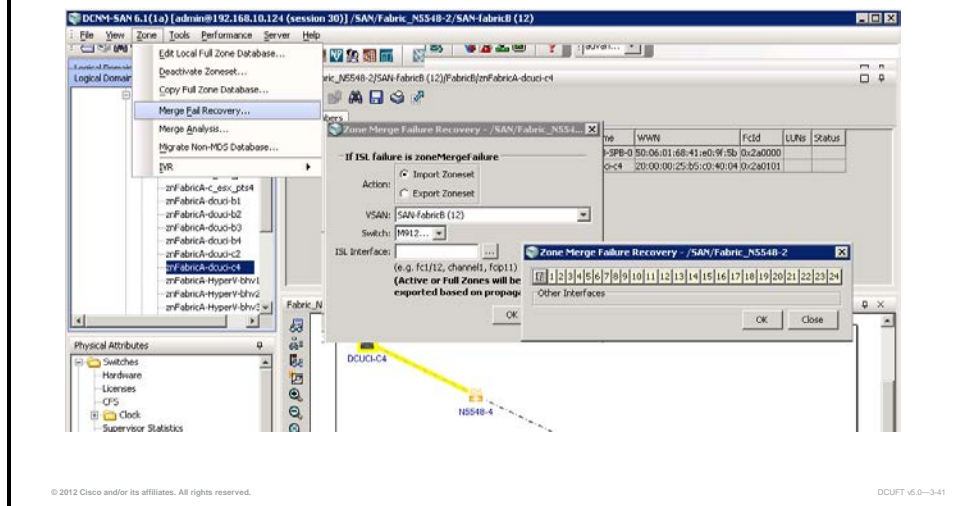 DCNM-SAN 6.1(1a) [admin@192.168.10.124 (session 30)] /SAN/Fabric_N5548-2/SAN-fabricB (12)
File View Zone Tools Performance Server Help
Edit Local Full Zone Database...
Deactivate Zoneset...
Copy Full Zone Database...
Merge Fail Recovery...
Merge Analysis...
Migrate Non-MDS Database...
IVR
Logical Domain
ric_N5548-2/SAN-fabricB (12)/FabricB/znFabricA-dcuci-c4
bers
me WWN FcId LUNs Status
I-SPB-0 50:06:01:68:41:e0:9f:5b 0x2a0000
ci-c4 20:00:00:25:b5:c0:40:04 0x2a0101
znFabricA-c_esx_pts4
znFabricA-dcuci-b1
znFabricA-dcuci-b2
znFabricA-dcuci-b3
znFabricA-dcuci-b4
znFabricA-dcuci-c2
znFabricA-dcuci-c4
znFabricA-HyperV-bhv1
znFabricA-HyperV-bhv2
znFabricA-HyperV-bhv3
Zone Merge Failure Recovery - /SAN/Fabric_N554...
If ISL failure is zoneMergeFailure
Action: Import Zoneset
Export Zoneset
VSAN: SAN-fabricB (12)
Switch: M912...
ISL Interface: ...
(e.g. fc1/12, channel1, fcip11)
(Active or Full Zones will be
exported based on propaga
OK
Zone Merge Failure Recovery - /SAN/Fabric_N5548-2
1 2 3 4 5 6 7 8 9 10 11 12 13 14 15 16 17 18 19 20 21 22 23 24
Other Interfaces
OK Close
Fabric_N
Physical Attributes
Switches
Hardware
Licenses
CFS
Clock
Supervisor Statistics
DCUCI-C4
N5548-4
© 2012 Cisco and/or its affiliates. All rights reserved.
DCUFT v5.0—3-41